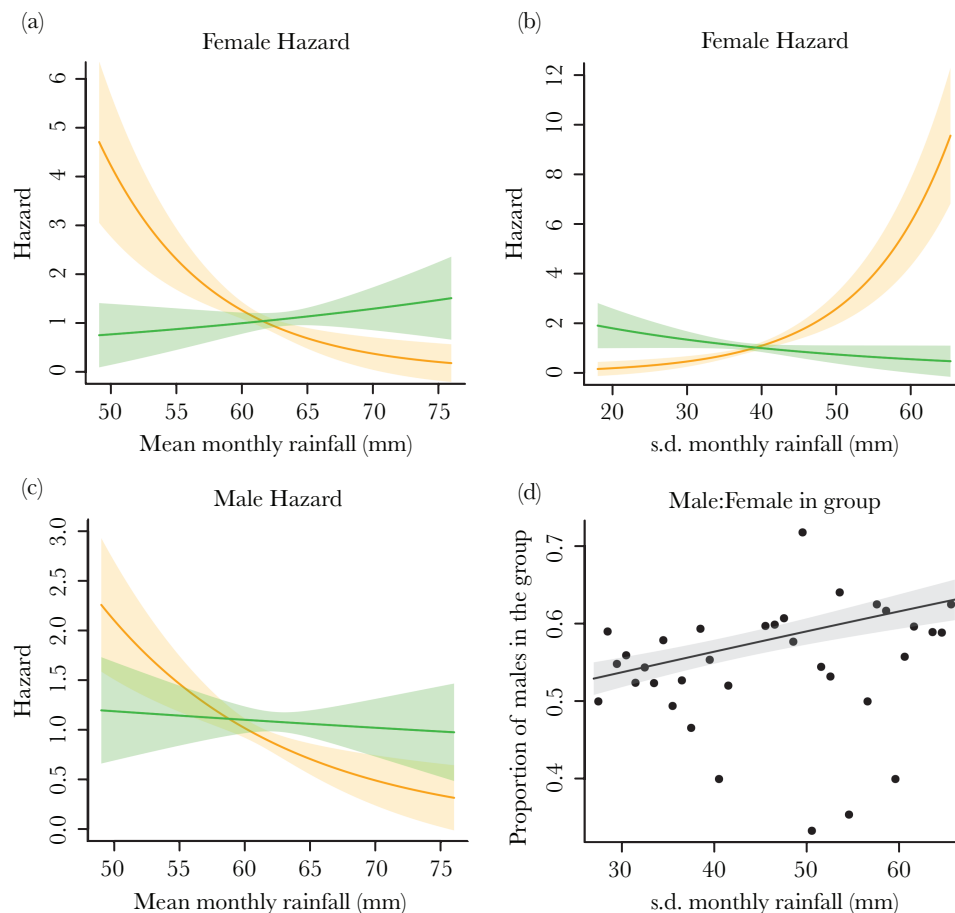 (a)
Female Hazard
Hazard
0 1 2 3 4 5 6
50 55 60 65 70 75
Mean monthly rainfall (mm)
(b)
Female Hazard
Hazard
0 2 4 6 8 10 12
20 30 40 50 60
s.d. monthly rainfall (mm)
(c)
Male Hazard
Hazard
0.0 0.5 1.0 1.5 2.0 2.5 3.0
50 55 60 65 70 75
Mean monthly rainfall (mm)
(d)
Male:Female in group
Proportion of males in the group
0.4 0.5 0.6 0.7
30 40 50 60
s.d. monthly rainfall (mm)